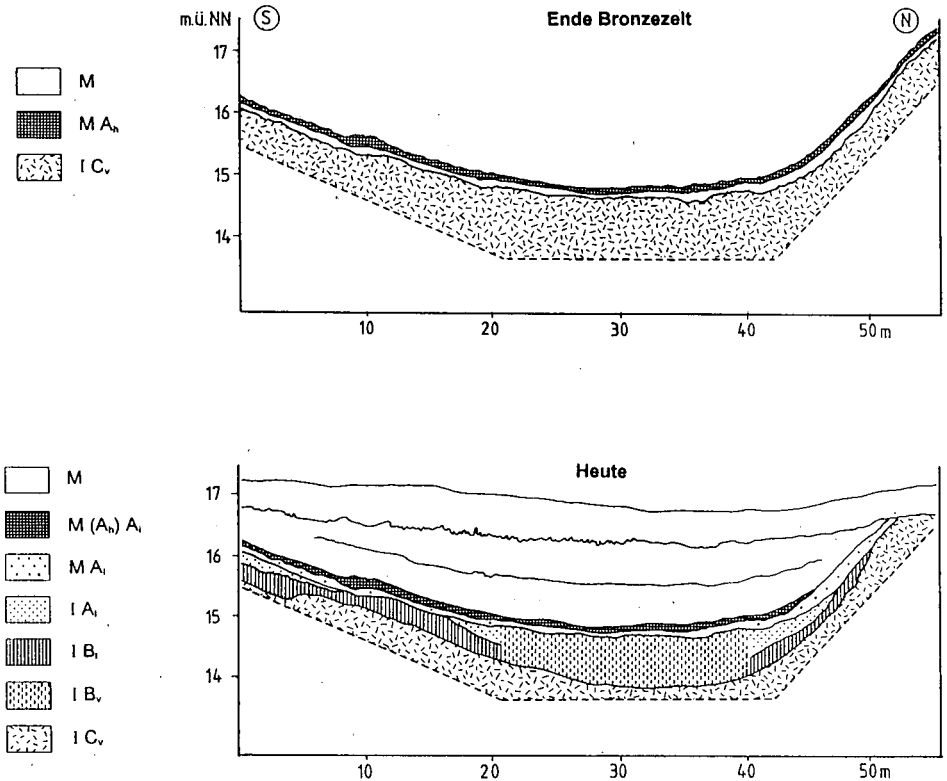 m.ü.NN S Ende Bronzezeit N
17
M
16
M Aₕ
I Cᵥ
15
14
10 20 30 40 50 m
Heute
M
17
M (Aₕ) Aₗ
16
M Aₗ
I Aₗ
15
I Bₜ
14
I Bᵥ
I Cᵥ
10 20 30 40 50 m